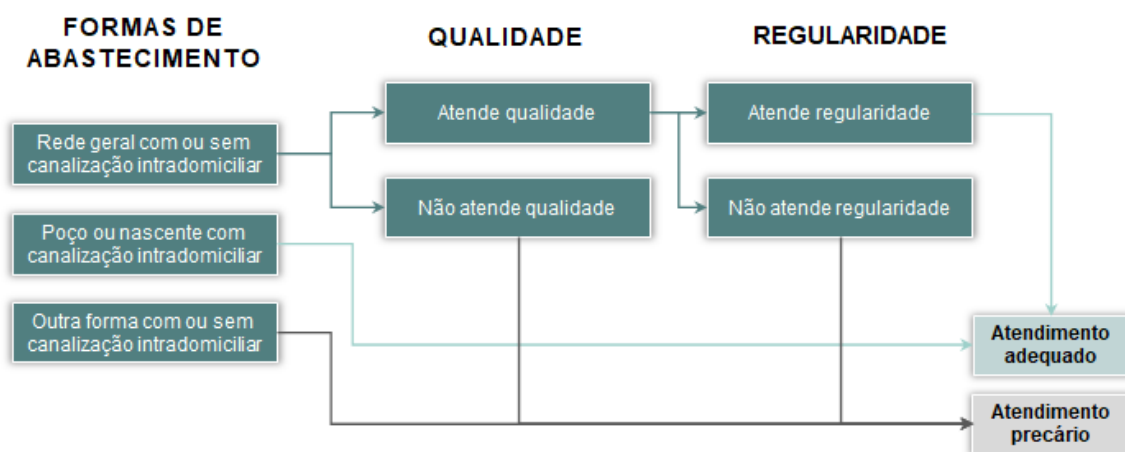 FORMAS DE
ABASTECIMENTO
QUALIDADE
REGULARIDADE
Rede geral com ou sem
canalização intradomiciliar
Atende qualidade
Atende regularidade
Não atende qualidade
Não atende regularidade
Poço ou nascente com
canalização intradomiciliar
Outra forma com ou sem
canalização intradomiciliar
Atendimento
adequado
Atendimento
precário